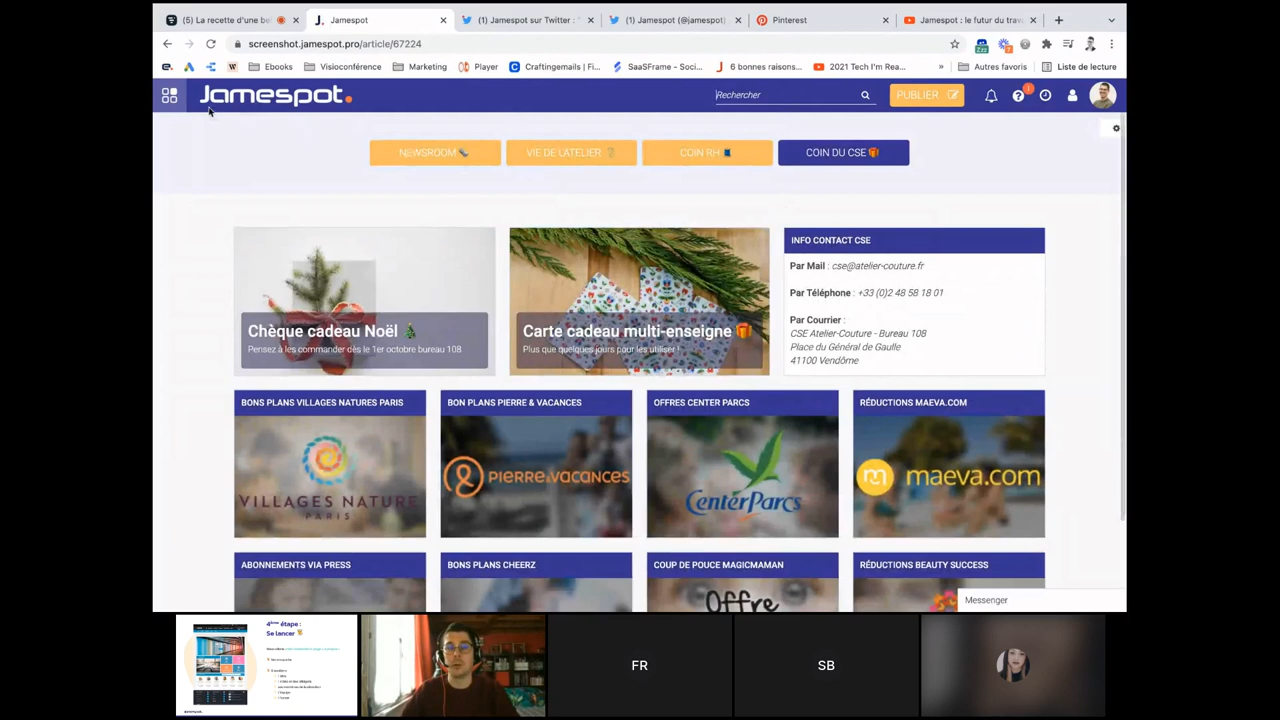 (5) La recette d'une be
Jamespot
(1) Jamespot sur Twitter : "
(1) Jamespot (@jamespot)
Pinterest
Jamespot : le futur du trava
screenshot.jamespot.pro/article/67224
Ebooks
Visioconférence
Marketing
Player
Craftingemails | Fi...
SaaSFrame - Soci...
6 bonnes raisons...
2021 Tech I'm Rea...
»
Autres favoris
Liste de lecture
Jamespot.
Rechercher
PUBLIER
NEWSROOM
VIE DE L'ATELIER
COIN RH
COIN DU CSE
Chèque cadeau Noël
Pensez à les commander dès le 1er octobre bureau 108
Carte cadeau multi-enseigne
Plus que quelques jours pour les utiliser !
INFO CONTACT CSE
Par Mail : cse@atelier-couture.fr
Par Téléphone : +33 (0)2 48 58 18 01
Par Courrier :
CSE Atelier-Couture - Bureau 108
Place du Général de Gaulle
41100 Vendôme
BONS PLANS VILLAGES NATURES PARIS
BON PLANS PIERRE & VACANCES
OFFRES CENTER PARCS
RÉDUCTIONS MAEVA.COM
VILLAGES NATURE
PARIS
PIERRE & VACANCES
CenterParcs
maeva.com
ABONNEMENTS VIA PRESS
BONS PLANS CHEERZ
COUP DE POUCE MAGICMAMAN
RÉDUCTIONS BEAUTY SUCCESS
Offre
Messenger
4ème étape :
Se lancer
FR
SB